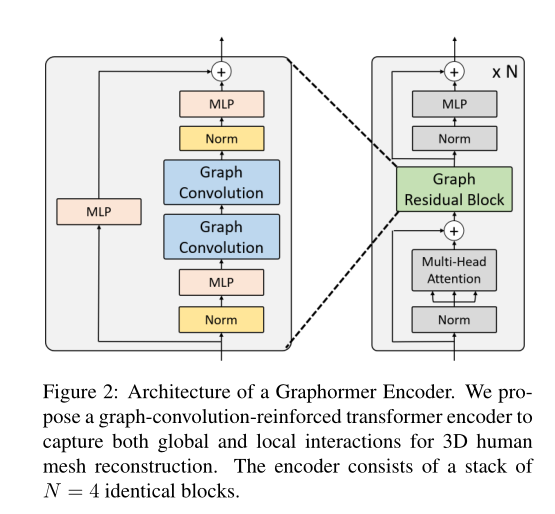 MLP
Norm
Graph
Convolution
Graph
Convolution
MLP
Norm
MLP
x N
MLP
Norm
Graph
Residual Block
Multi-Head
Attention
Norm
Figure 2: Architecture of a Graphormer Encoder. We pro-
pose a graph-convolution-reinforced transformer encoder to
capture both global and local interactions for 3D human
mesh reconstruction. The encoder consists of a stack of
N = 4 identical blocks.